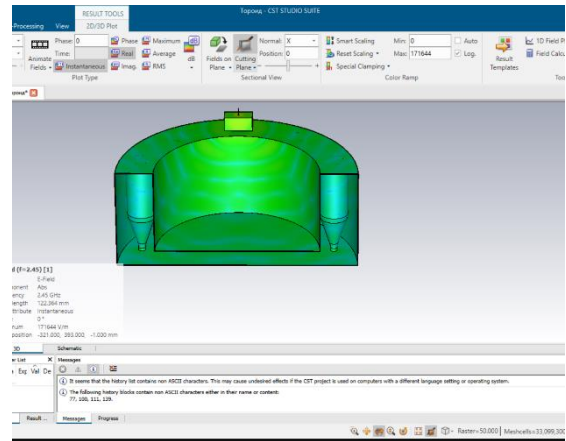 RESULT TOOLS
Тороид - CST STUDIO SUITE
-Processing View 2D/3D Plot
Phase: 0 Phase Maximum Normal: X Smart Scaling Min: 0 Auto 1D Field
Time: Real Average Position: 0 Reset Scaling Max: 171644 Log.
Animate Fields Instantaneous Imag. RMS dB Fields on Plane Cutting Plane Special Clamping Result Templates Field
Plot Type Sectional View Color Ramp
(F=2.45) [1]
E-Field
Abs
2.45 GHz
122.364 mm
Instantaneous
0 °
171644 V/m
-321.000, 393.000, -1.000 mm
3D Schematic
List Messages
Exp Val De
It seems that the history list contains non ASCII characters. This may cause undesired effects if the CST project is used on computers with a different language setting or operating system.
The following history blocks contain non ASCII characters either in their name or content:
77, 108, 111, 139.
Result ... Messages Progress
Raster=50.000 Meshcells=33,099,300